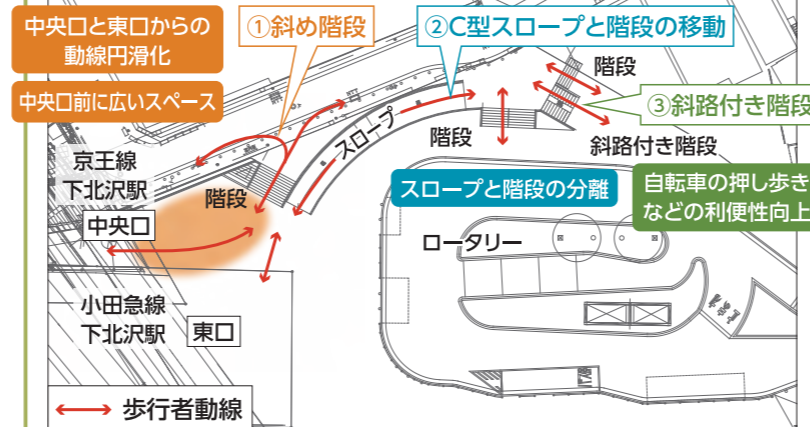 中央口と東口からの
動線円滑化
中央口前に広いスペース
①斜め階段
②C型スロープと階段の移動
階段
③斜路付き階段
斜路付き階段
スロープ
階段
階段
京王線
下北沢駅
中央口
スロープと階段の分離
自転車の押し歩き
などの利便性向上
ロータリー
小田急線
下北沢駅
東口
歩行者動線